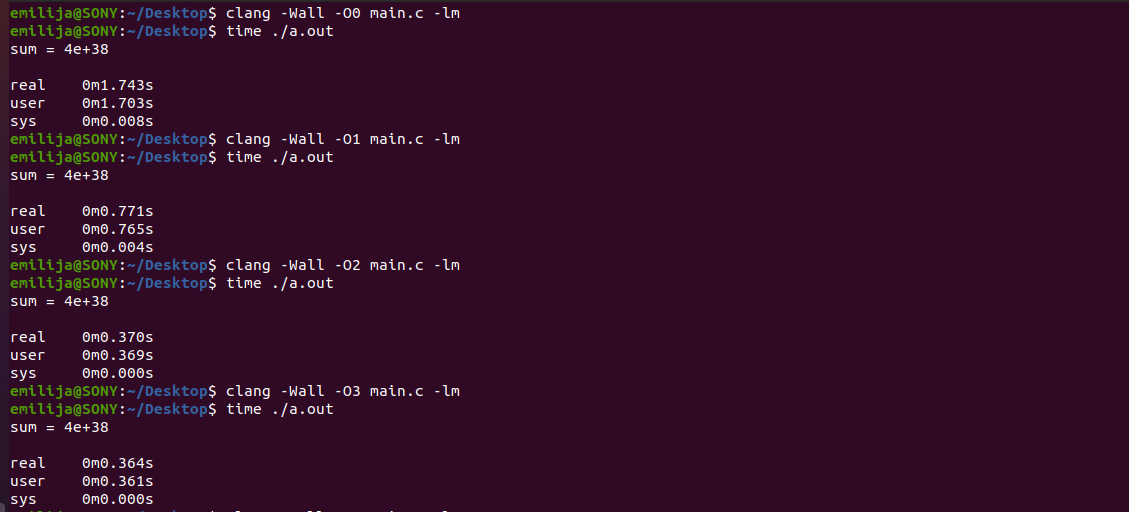 emilija@SONY:~/Desktop$ clang -Wall -O0 main.c -lm
emilija@SONY:~/Desktop$ time ./a.out
sum = 4e+38
real    0m1.743s
user    0m1.703s
sys     0m0.008s
emilija@SONY:~/Desktop$ clang -Wall -O1 main.c -lm
emilija@SONY:~/Desktop$ time ./a.out
sum = 4e+38
real    0m0.771s
user    0m0.765s
sys     0m0.004s
emilija@SONY:~/Desktop$ clang -Wall -O2 main.c -lm
emilija@SONY:~/Desktop$ time ./a.out
sum = 4e+38
real    0m0.370s
user    0m0.369s
sys     0m0.000s
emilija@SONY:~/Desktop$ clang -Wall -O3 main.c -lm
emilija@SONY:~/Desktop$ time ./a.out
sum = 4e+38
real    0m0.364s
user    0m0.361s
sys     0m0.000s